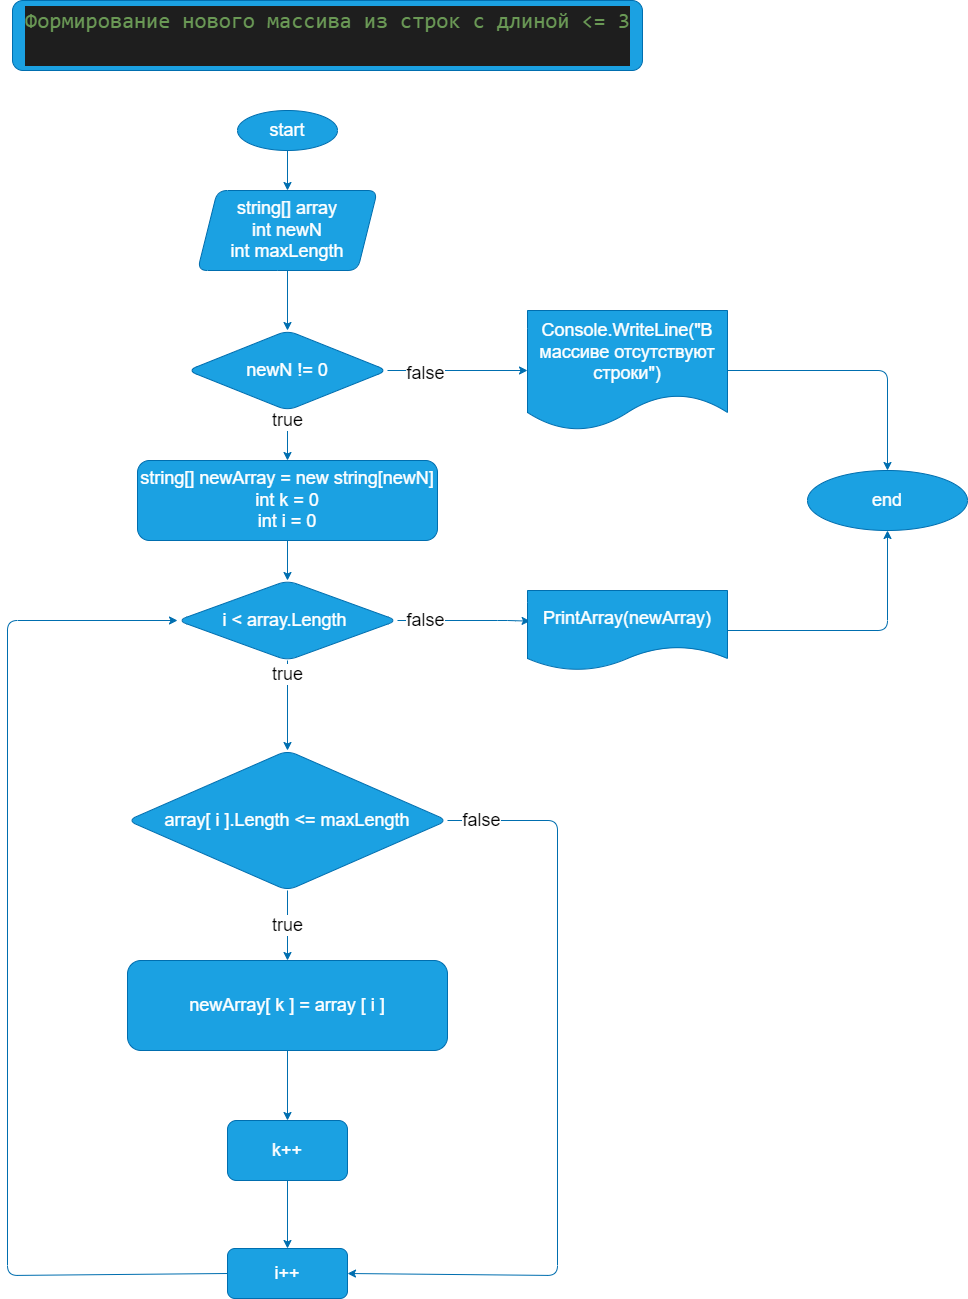 Формирование нового массива из строк с длиной <= 3
start
string[] array
int newN
int maxLength
newN != 0
false
Console.WriteLine("В
массиве отсутствуют
строки")
true
string[] newArray = new string[newN]
int k = 0
int i = 0
end
i < array.Length
false
PrintArray(newArray)
true
array[ i ].Length <= maxLength
false
true
newArray[ k ] = array [ i ]
k++
i++